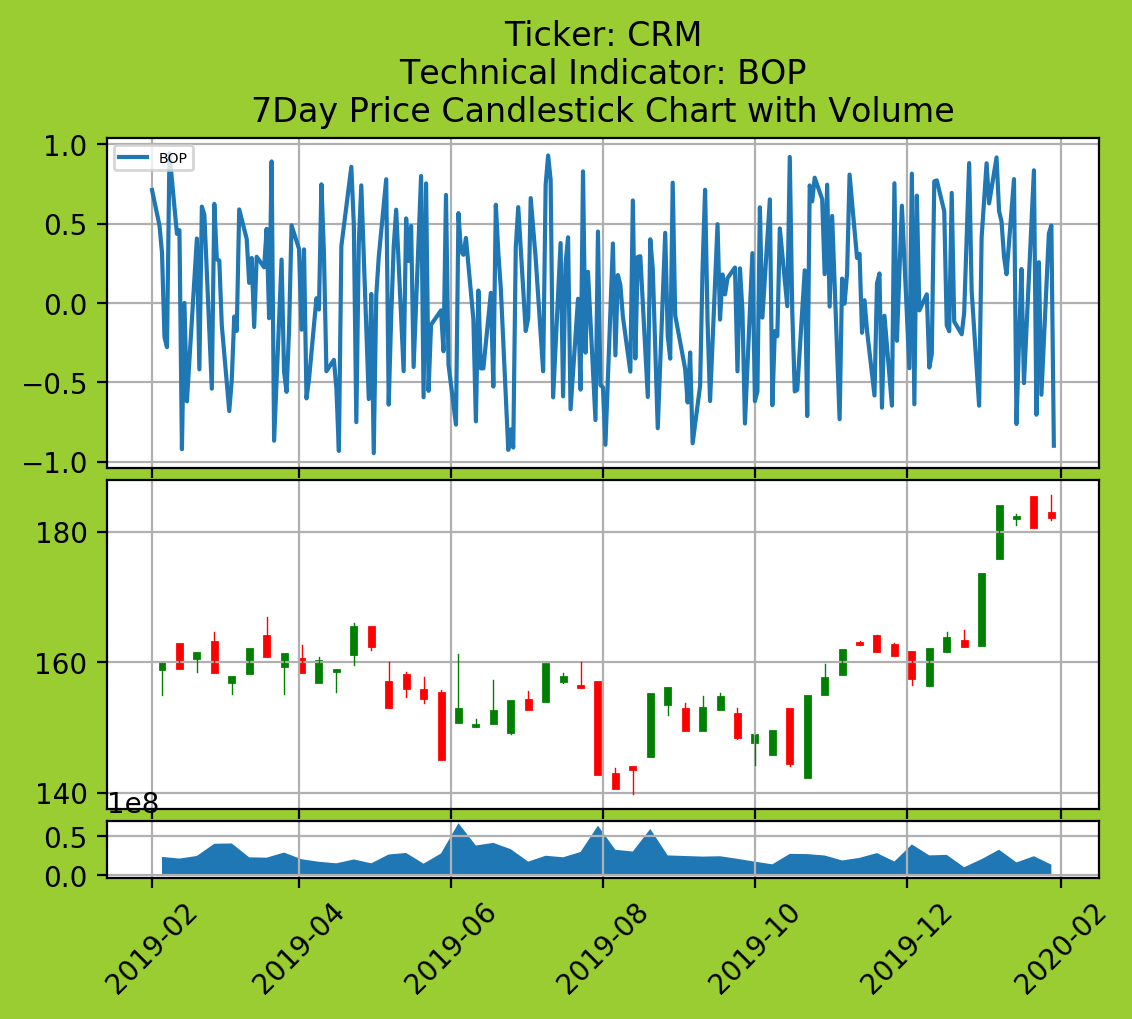 Ticker: CRM
Technical Indicator: BOP
7Day Price Candlestick Chart with Volume
BOP
1.0
0.5
0.0
−0.5
−1.0
180
160
140
1e8
0.5
0.0
2019-02 2019-04 2019-06 2019-08 2019-10 2019-12 2020-02